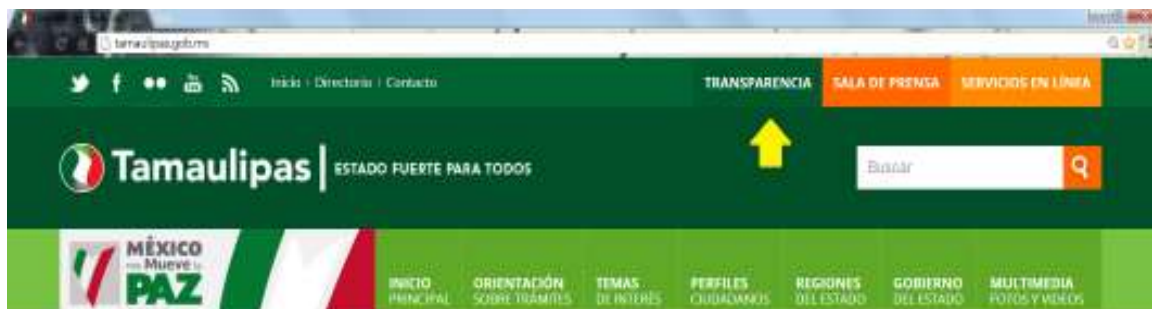 tamaulipas.gob.mx
Inicio | Directorio | Contacto
TRANSPARENCIA
SALA DE PRENSA
SERVICIOS EN LÍNEA
Tamaulipas
ESTADO FUERTE PARA TODOS
Buscar
MÉXICO
Mueve
PAZ
INICIO
PRINCIPAL
ORIENTACIÓN
SOBRE TRÁMITES
TEMAS
DE INTERÉS
PERFILES
CIUDADANOS
REGIONES
DEL ESTADO
GOBIERNO
DEL ESTADO
MULTIMEDIA
FOTOS Y VIDEOS